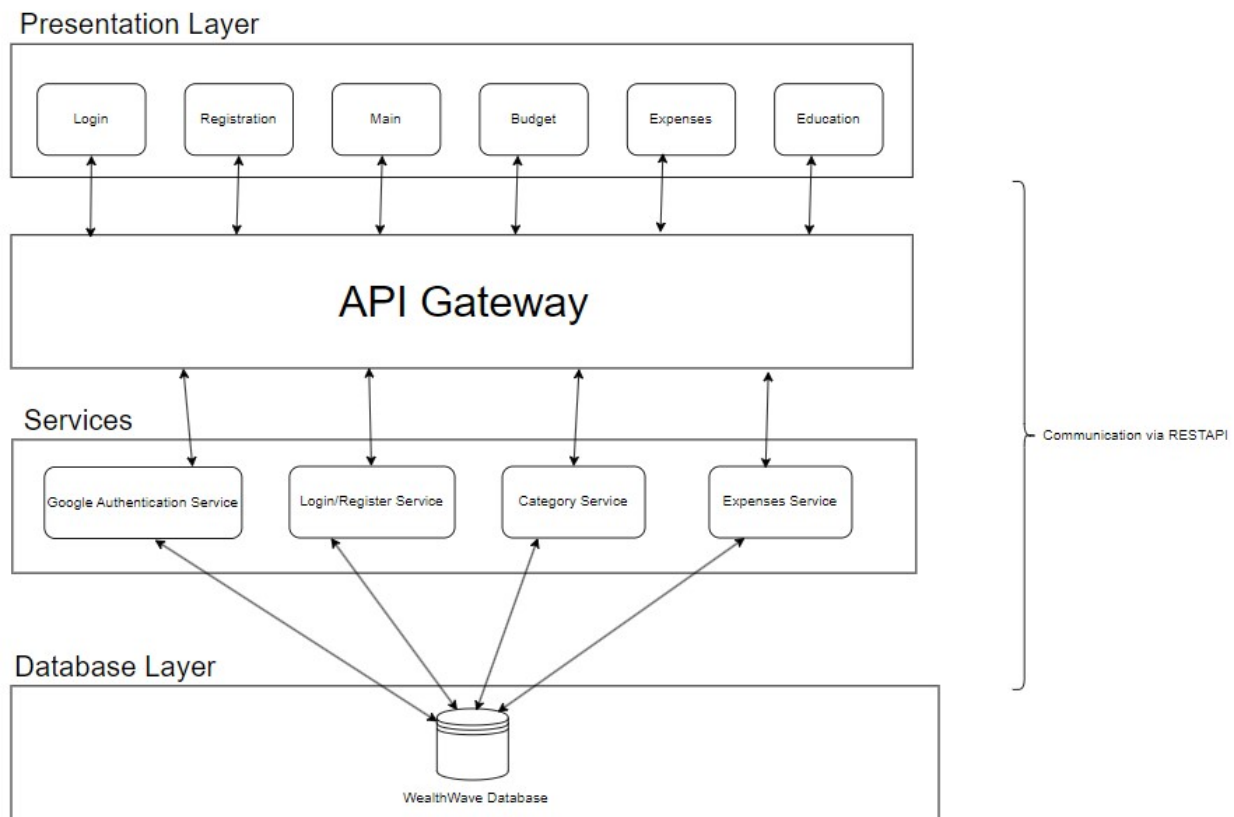 Presentation Layer
Login
Registration
Main
Budget
Expenses
Education
API Gateway
Services
Communication via RESTAPI
Google Authentication Service
Login/Register Service
Category Service
Expenses Service
Database Layer
WealthWave Database